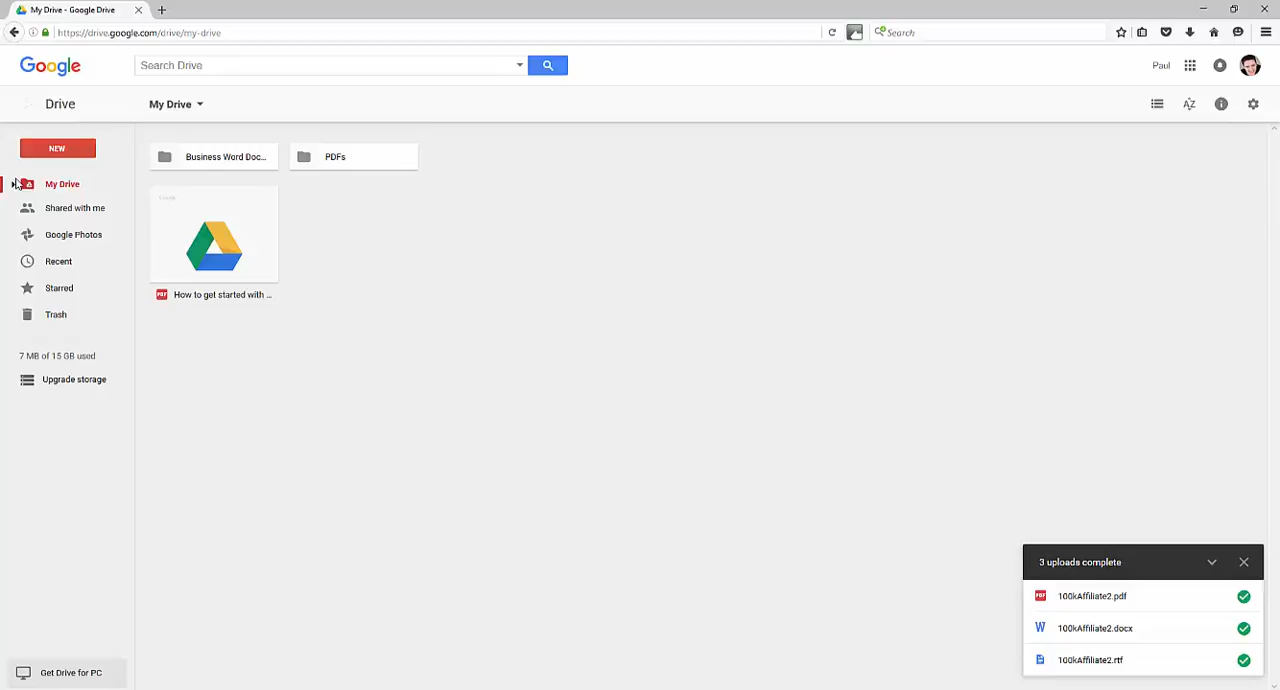 My Drive - Google Drive
https://drive.google.com/drive/my-drive
Search
Google
Search Drive
Paul
Drive
My Drive
NEW
Business Word Doc...
PDFs
My Drive
Shared with me
Google Photos
Recent
Starred
Trash
Google
PDF How to get started with ...
7 MB of 15 GB used
Upgrade storage
3 uploads complete
PDF 100kAffiliate2.pdf
W 100kAffiliate2.docx
100kAffiliate2.rtf
Get Drive for PC